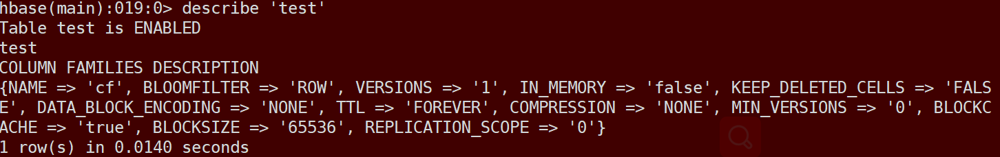 hbase(main):019:0> describe 'test'
Table test is ENABLED
test
COLUMN FAMILIES DESCRIPTION
{NAME => 'cf', BLOOMFILTER => 'ROW', VERSIONS => '1', IN_MEMORY => 'false', KEEP_DELETED_CELLS => 'FALS
E', DATA_BLOCK_ENCODING => 'NONE', TTL => 'FOREVER', COMPRESSION => 'NONE', MIN_VERSIONS => '0', BLOCKC
ACHE => 'true', BLOCKSIZE => '65536', REPLICATION_SCOPE => '0'}
1 row(s) in 0.0140 seconds